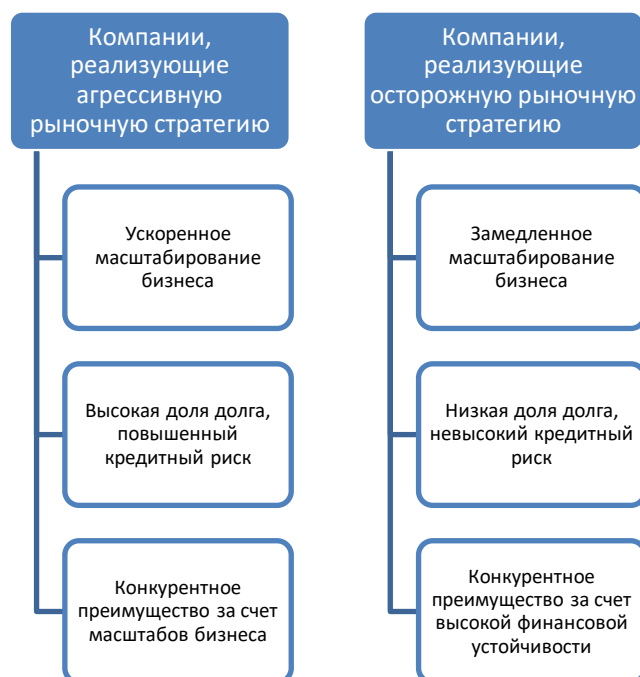 Компании,
реализующие
агрессивную
рыночную стратегию
Ускоренное
масштабирование
бизнеса
Высокая доля долга,
повышенный
кредитный риск
Конкурентное
преимущество за счет
масштабов бизнеса
Компании,
реализующие
осторожную рыночную
стратегию
Замедленное
масштабирование
бизнеса
Низкая доля долга,
невысокий кредитный
риск
Конкурентное
преимущество за счет
высокой финансовой
устойчивости